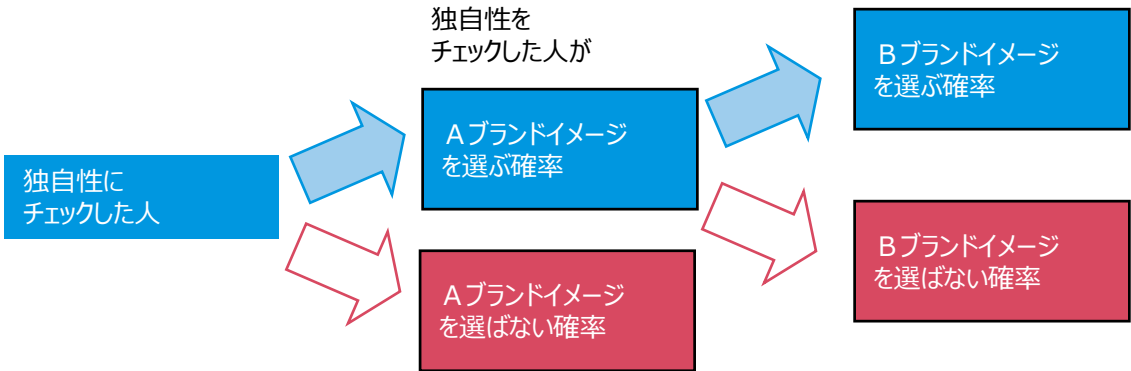 独自性に
チェックした人
独自性を
チェックした人が
Aブランドイメージ
を選ぶ確率
Aブランドイメージ
を選ばない確率
Bブランドイメージ
を選ぶ確率
Bブランドイメージ
を選ばない確率